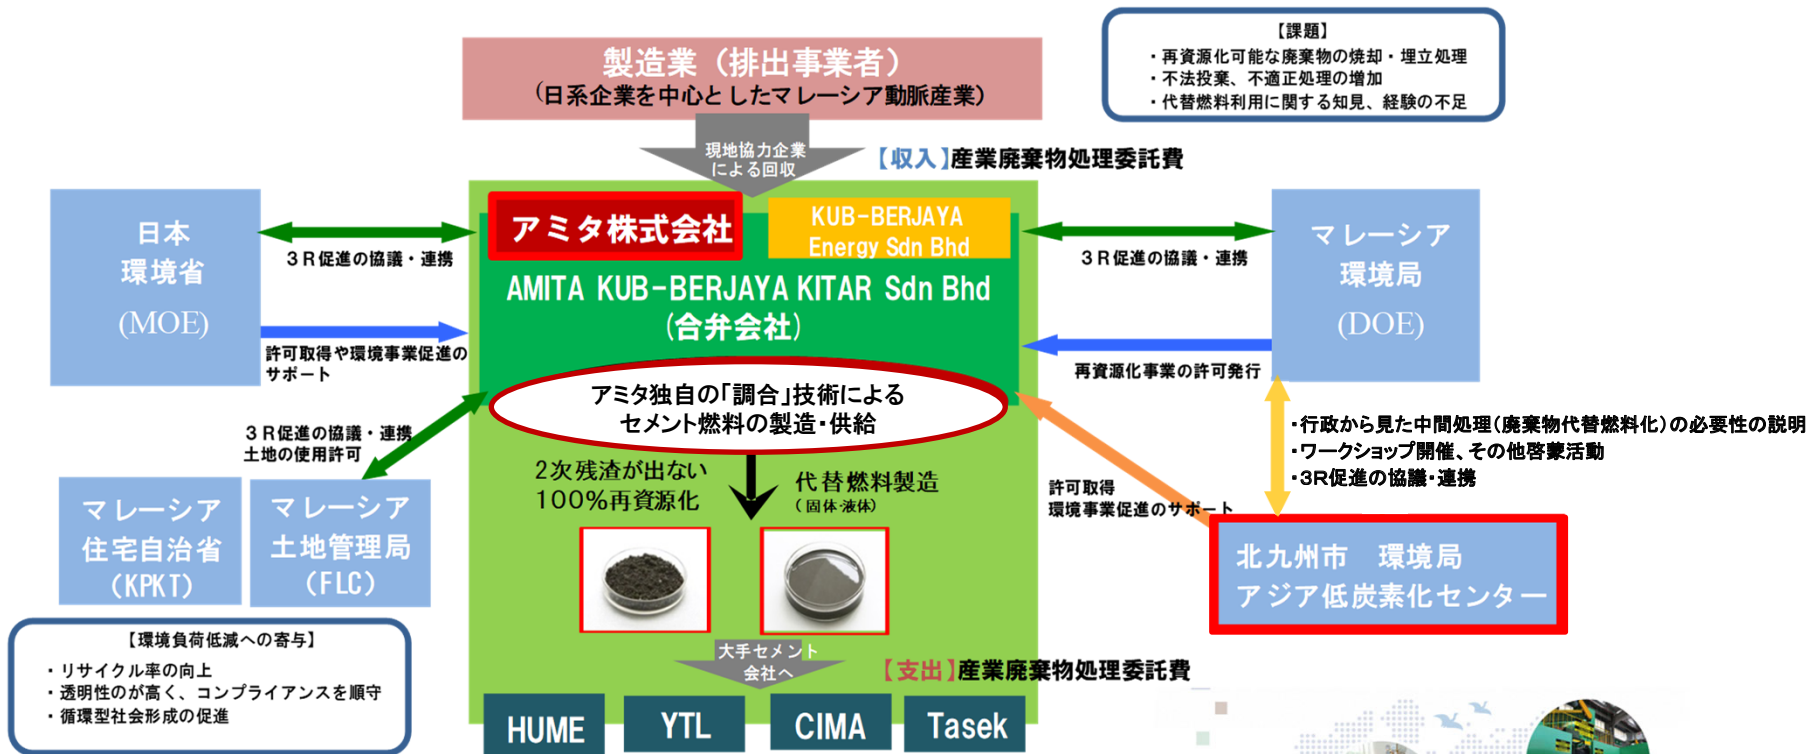 【課題】
・再資源化可能な廃棄物の焼却・埋立処理
・不法投棄、不適正処理の増加
・代替燃料利用に関する知見、経験の不足
製造業（排出事業者）
(日系企業を中心としたマレーシア動脈産業)
現地協力企業
による回収
【収入】産業廃棄物処理委託費
日本
環境省
(MOE)
3R促進の協議・連携
許可取得や環境事業促進の
サポート
アミタ株式会社
KUB-BERJAYA
Energy Sdn Bhd
AMITA KUB-BERJAYA KITAR Sdn Bhd
(合弁会社)
3R促進の協議・連携
再資源化事業の許可発行
マレーシア
環境局
(DOE)
アミタ独自の「調合」技術による
セメント燃料の製造・供給
3R促進の協議・連携
土地の使用許可
マレーシア
住宅自治省
(KPKT)
マレーシア
土地管理局
(FLC)
2次残渣が出ない
100%再資源化
代替燃料製造
(固体・液体)
許可取得
環境事業促進のサポート
・行政から見た中間処理(廃棄物代替燃料化)の必要性の説明
・ワークショップ開催、その他啓蒙活動
・3R促進の協議・連携
北九州市　環境局
アジア低炭素化センター
【環境負荷低減への寄与】
・リサイクル率の向上
・透明性のが高く、コンプライアンスを順守
・循環型社会形成の促進
大手セメント
会社へ
【支出】産業廃棄物処理委託費
HUME
YTL
CIMA
Tasek